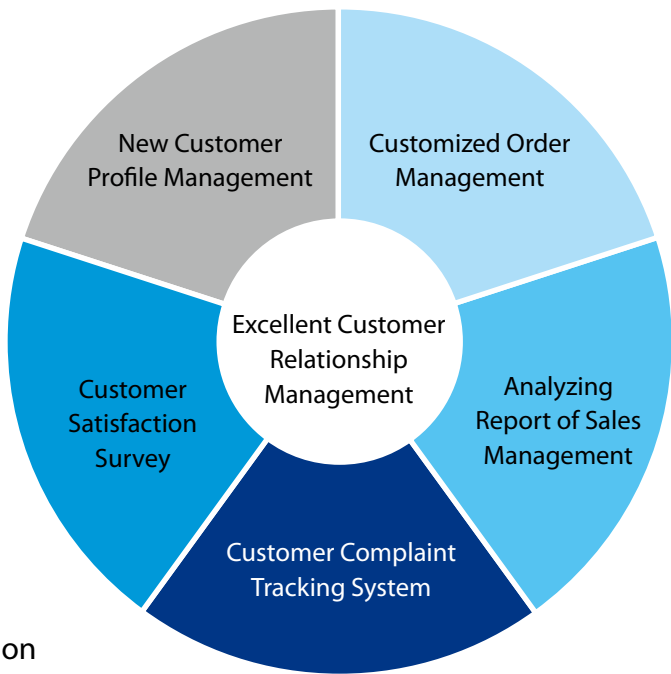 New Customer
Profile Management
Customized Order
Management
Excellent Customer
Relationship
Management
Customer
Satisfaction
Survey
Analyzing
Report of Sales
Management
Customer Complaint
Tracking System
on